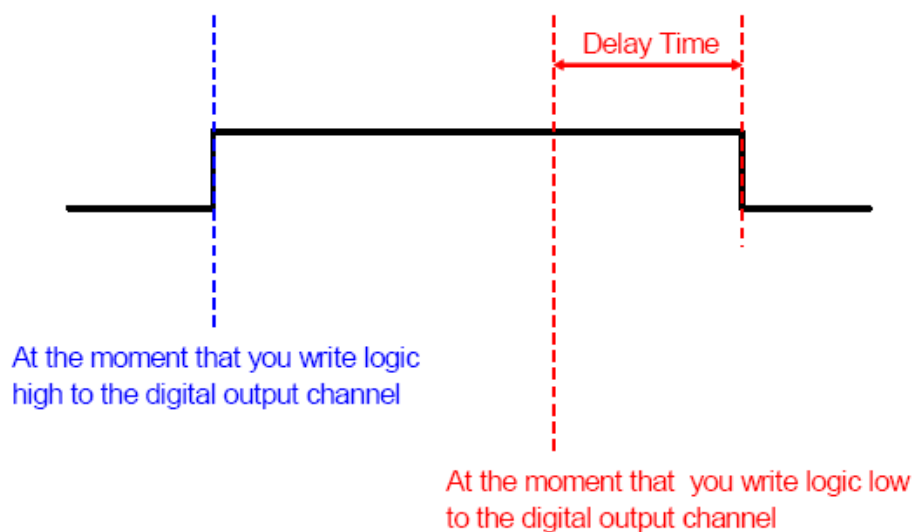 Delay Time
At the moment that you write logic
high to the digital output channel
At the moment that you write logic low
to the digital output channel